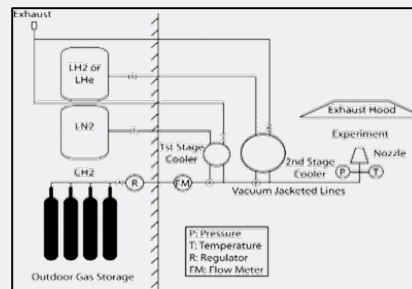 Exhaust
LH2 or
LHe
LN2
CH2
R
FM
1st Stage
Cooler
2nd Stage
Cooler
Vacuum Jacketed Lines
Exhaust Hood
Experiment
Nozzle
P
T
Outdoor Gas Storage
P: Pressure
T: Temperature
R: Regulator
FM: Flow Meter